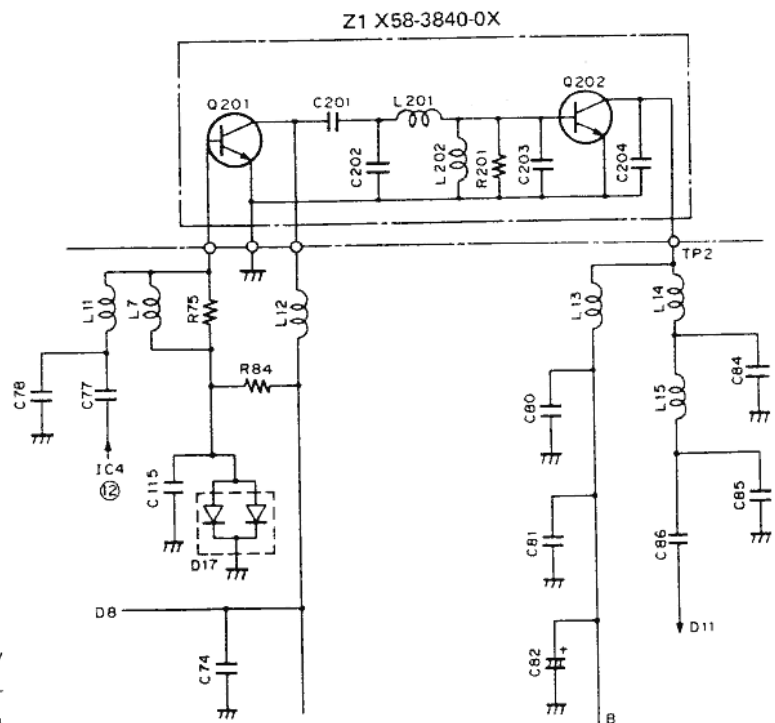 Z1 X58-3840-0X
Q201
C201
L201
Q202
C202
L202
R201
C203
C204
TP2
L11
L7
R75
L12
L13
L14
R84
C78
C77
C80
L15
C84
IC4
12
C115
C81
C86
C85
D17
D8
D11
C74
C82
+
B